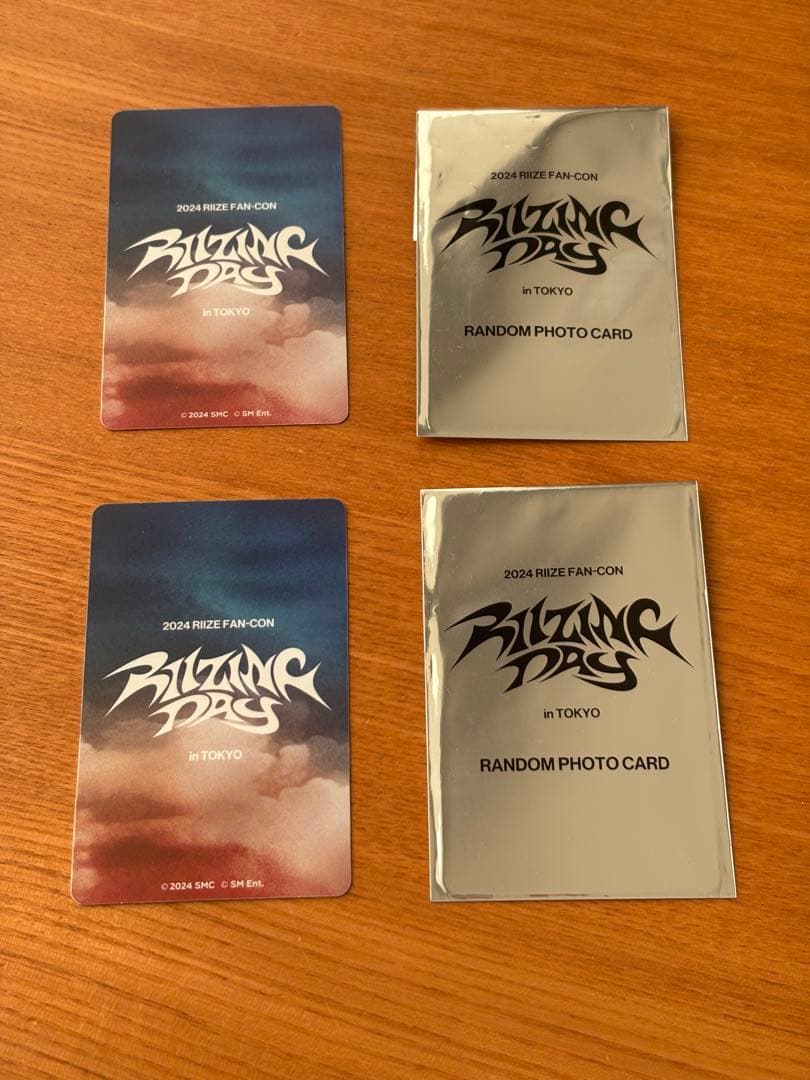 2024 RIIZE FAN-CON
RIIZING
DAY
in TOKYO
© 2024 SMC © SM Ent.
2024 RIIZE FAN-CON
RIIZING
DAY
in TOKYO
RANDOM PHOTO CARD
2024 RIIZE FAN-CON
RIIZING
DAY
in TOKYO
© 2024 SMC © SM Ent.
2024 RIIZE FAN-CON
RIIZING
DAY
in TOKYO
RANDOM PHOTO CARD